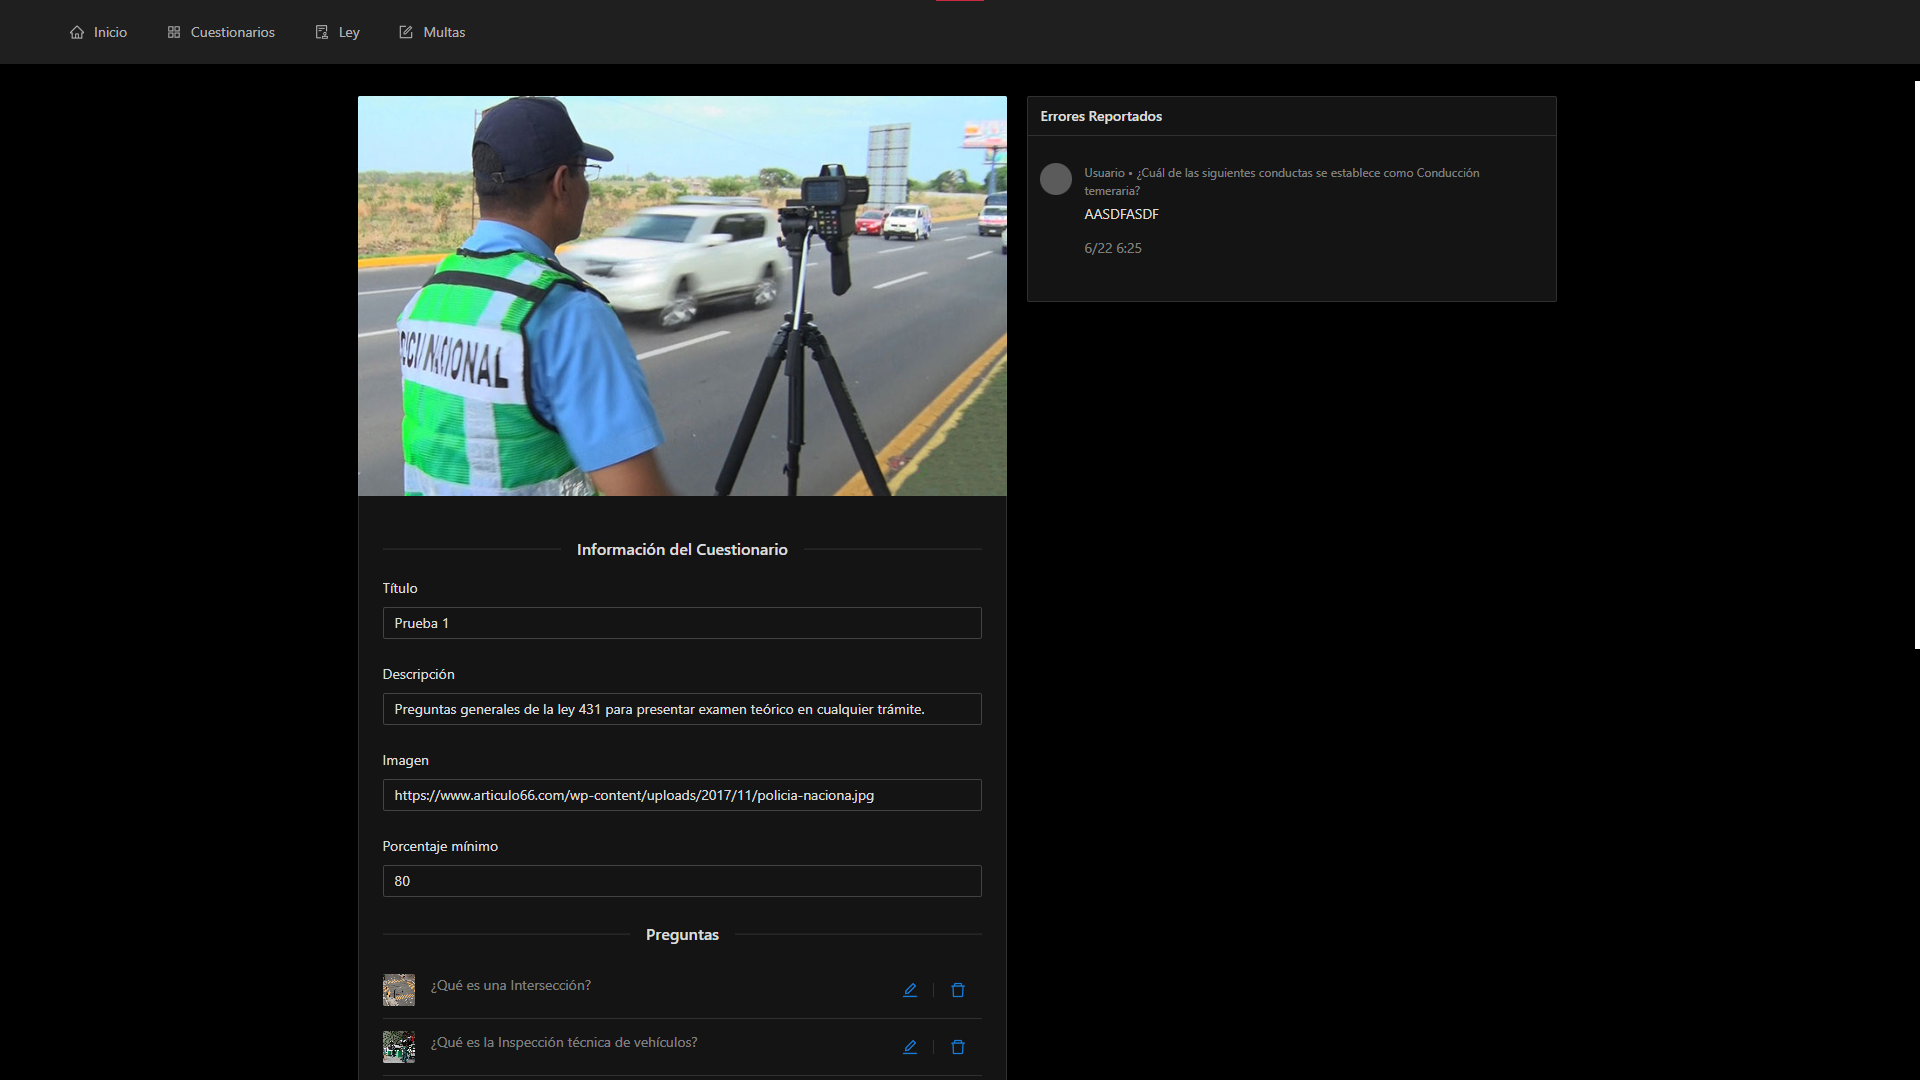 Inicio
Cuestionarios
Ley
Multas
NACIONAL
Información del Cuestionario
Título
Prueba 1
Descripción
Preguntas generales de la ley 431 para presentar examen teórico en cualquier trámite.
Imagen
https://www.articulo66.com/wp-content/uploads/2017/11/policia-naciona.jpg
Porcentaje mínimo
80
Preguntas
¿Qué es una Intersección?
¿Qué es la Inspección técnica de vehículos?
Errores Reportados
Usuario • ¿Cuál de las siguientes conductas se establece como Conducción
temeraria?
AASDFASDF
6/22 6:25